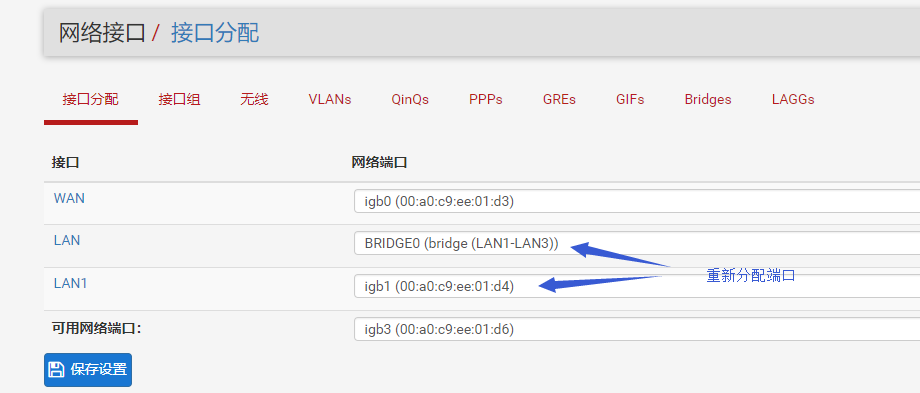 网络接口 / 接口分配
接口分配 接口组 无线 VLANs QinQs PPPs GREs GIFs Bridges LAGGs
接口 网络端口
WAN igb0 (00:a0:c9:ee:01:d3)
LAN BRIDGE0 (bridge (LAN1-LAN3))
重新分配端口
LAN1 igb1 (00:a0:c9:ee:01:d4)
可用网络端口: igb3 (00:a0:c9:ee:01:d6)
保存设置